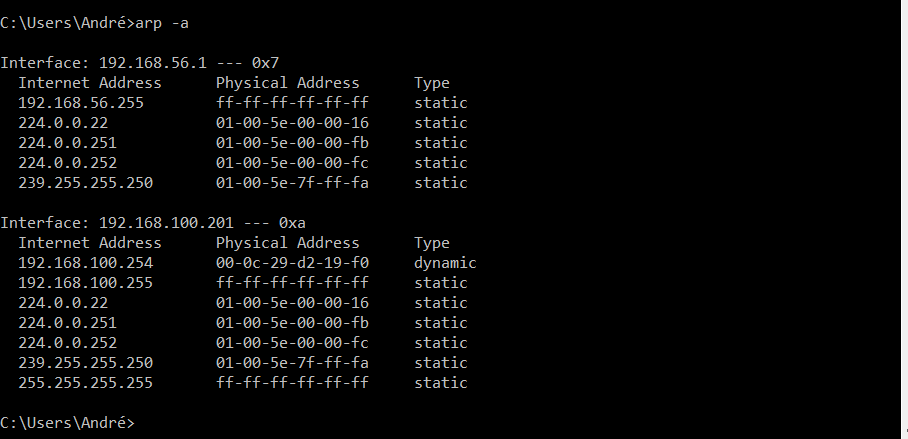 C:\Users\André>arp -a
Interface: 192.168.56.1 --- 0x7
  Internet Address      Physical Address      Type
  192.168.56.255        ff-ff-ff-ff-ff-ff     static
  224.0.0.22            01-00-5e-00-00-16     static
  224.0.0.251           01-00-5e-00-00-fb     static
  224.0.0.252           01-00-5e-00-00-fc     static
  239.255.255.250       01-00-5e-7f-ff-fa     static
Interface: 192.168.100.201 --- 0xa
  Internet Address      Physical Address      Type
  192.168.100.254       00-0c-29-d2-19-f0     dynamic
  192.168.100.255       ff-ff-ff-ff-ff-ff     static
  224.0.0.22            01-00-5e-00-00-16     static
  224.0.0.251           01-00-5e-00-00-fb     static
  224.0.0.252           01-00-5e-00-00-fc     static
  239.255.255.250       01-00-5e-7f-ff-fa     static
  255.255.255.255       ff-ff-ff-ff-ff-ff     static
C:\Users\André>